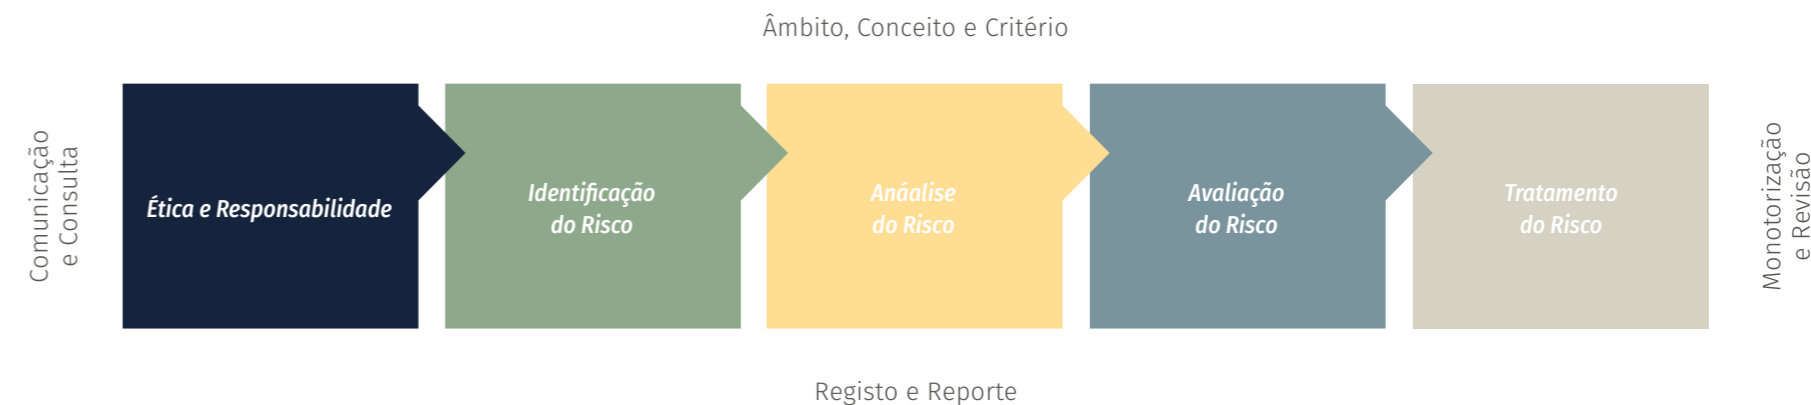 Âmbito, Conceito e Critério
Comunicação
e Consulta
Ética e Responsabilidade
Identificação
do Risco
Anáalise
do Risco
Avaliação
do Risco
Tratamento
do Risco
Monotorização
e Revisão
Registo e Reporte